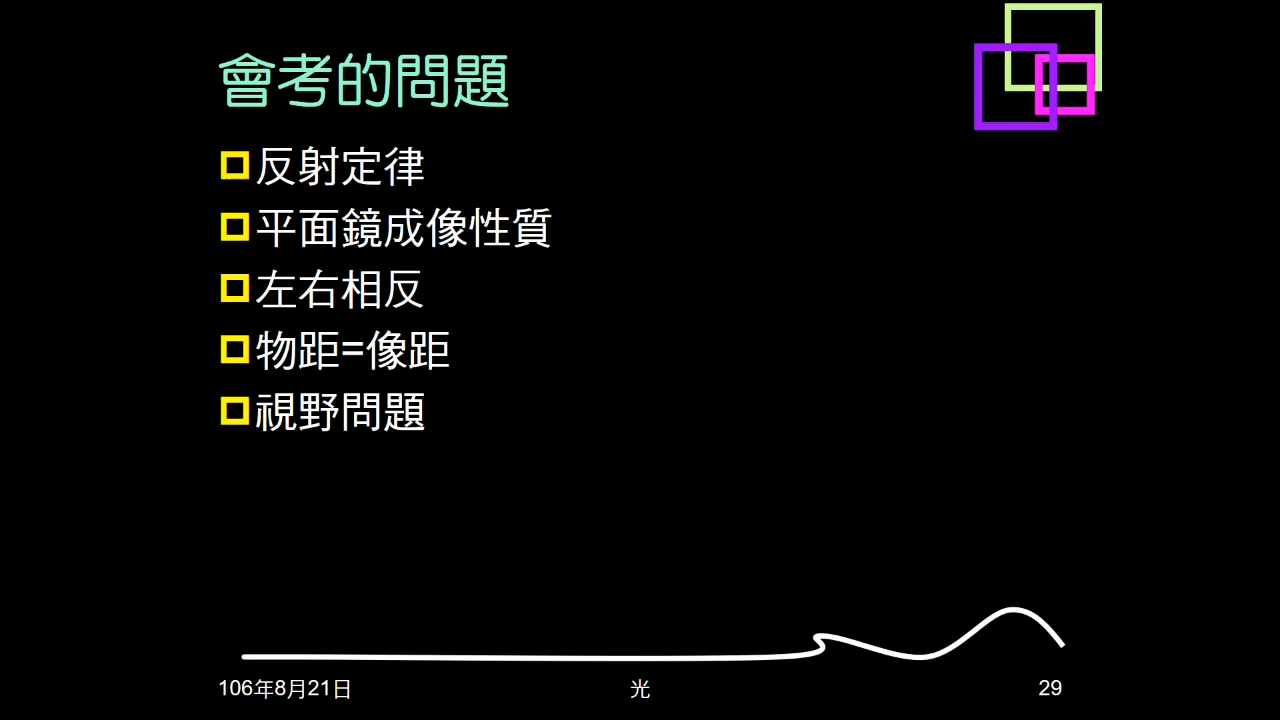 會考的問題
反射定律
平面鏡成像性質
左右相反
物距=像距
視野問題
106年8月21日
光
29